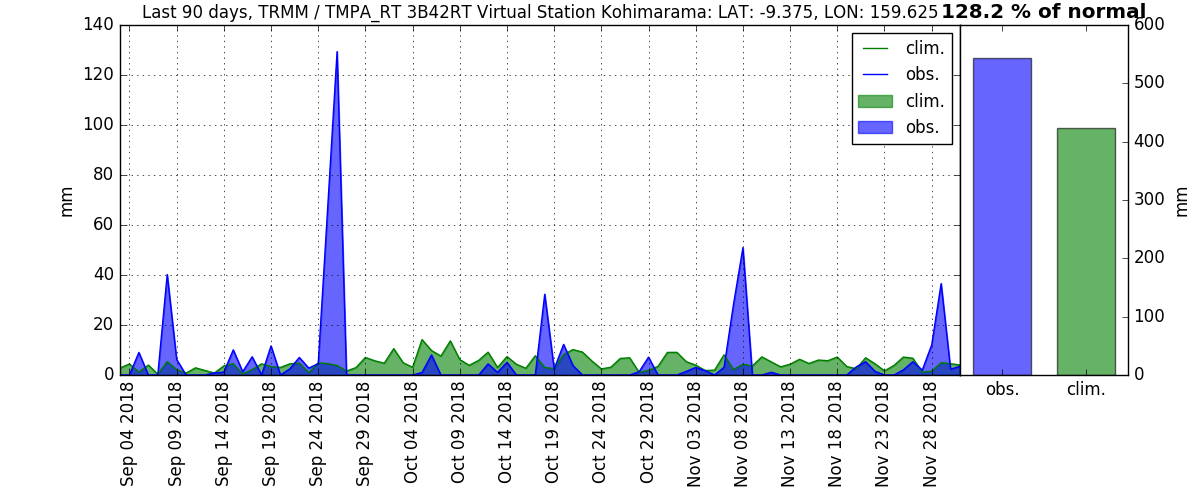 Last 90 days, TRMM / TMPA_RT 3B42RT Virtual Station Kohimarama: LAT: -9.375, LON: 159.625 128.2 % of normal
140
120
100
80
60
40
20
0
mm
clim.
obs.
clim.
obs.
Sep 04 2018
Sep 09 2018
Sep 14 2018
Sep 19 2018
Sep 24 2018
Sep 29 2018
Oct 04 2018
Oct 09 2018
Oct 14 2018
Oct 19 2018
Oct 24 2018
Oct 29 2018
Nov 03 2018
Nov 08 2018
Nov 13 2018
Nov 18 2018
Nov 23 2018
Nov 28 2018
600
500
400
300
200
100
0
mm
obs.
clim.